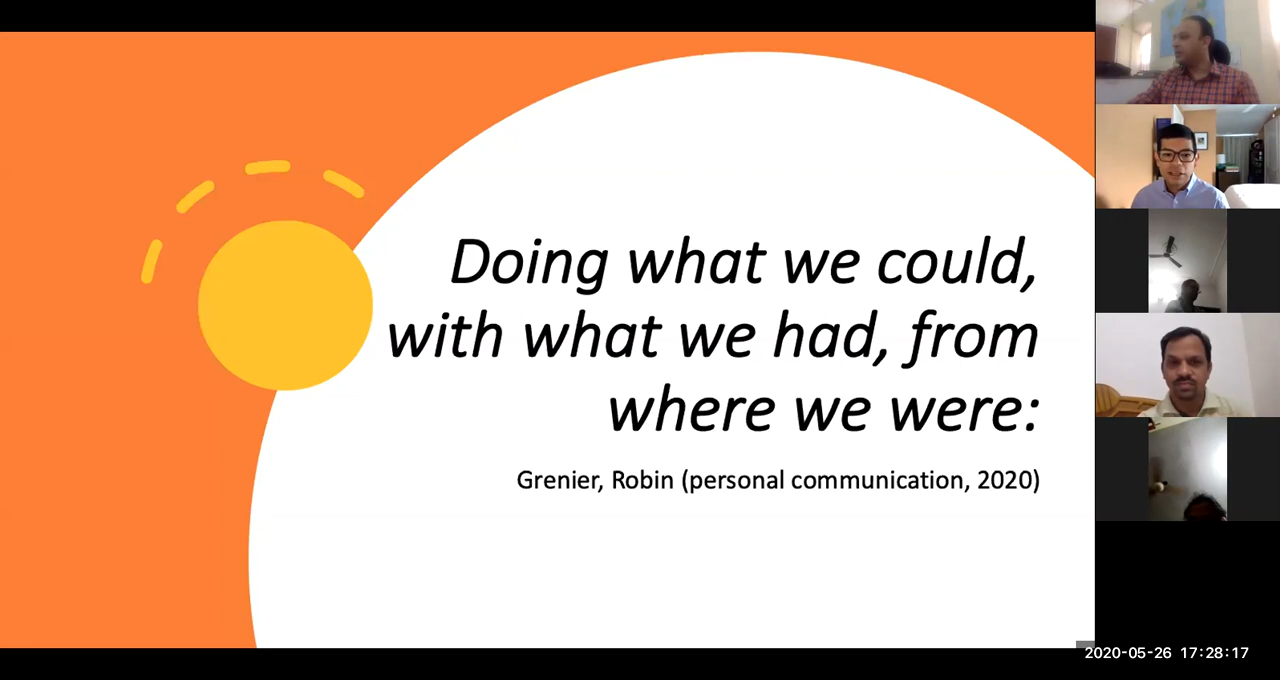 Doing what we could,
with what we had, from
where we were:
Grenier, Robin (personal communication, 2020)
2020-05-26 17:28:17